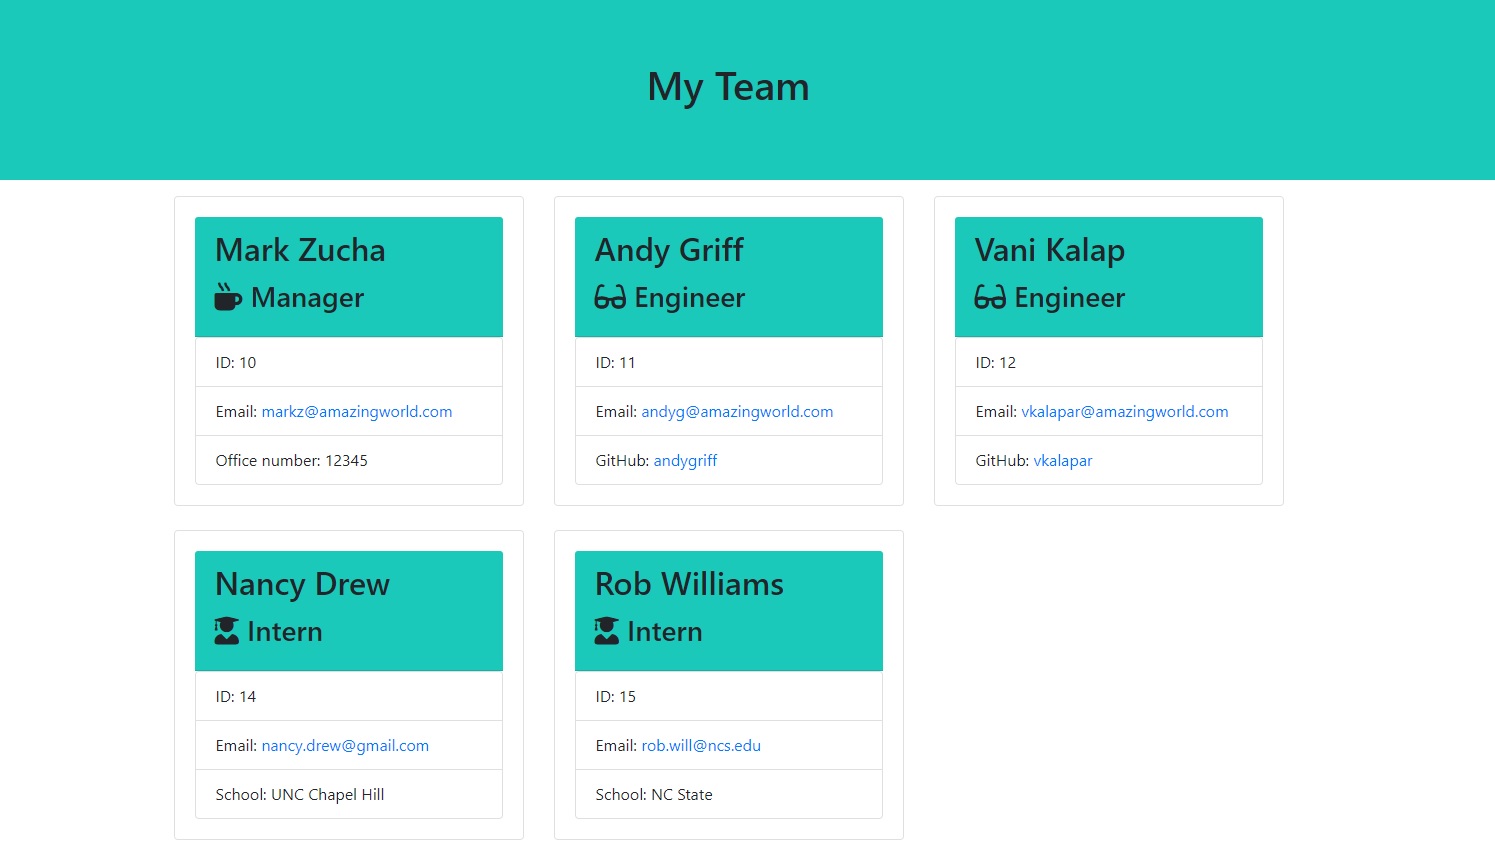 My Team
Mark Zucha
Manager
ID: 10
Email: markz@amazingworld.com
Office number: 12345
Andy Griff
Engineer
ID: 11
Email: andyg@amazingworld.com
GitHub: andygriff
Vani Kalap
Engineer
ID: 12
Email: vkalapar@amazingworld.com
GitHub: vkalapar
Nancy Drew
Intern
ID: 14
Email: nancy.drew@gmail.com
School: UNC Chapel Hill
Rob Williams
Intern
ID: 15
Email: rob.will@ncs.edu
School: NC State